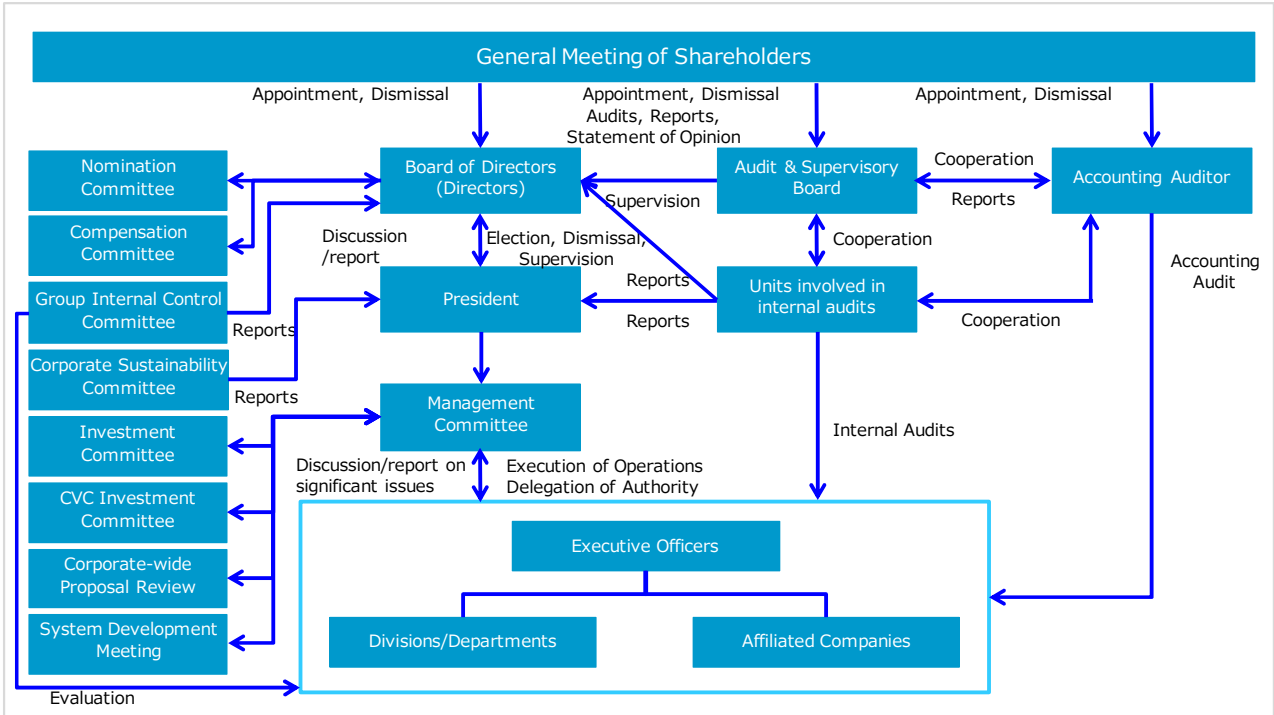 General Meeting of Shareholders
Appointment, Dismissal
Appointment, Dismissal
Audits, Reports,
Statement of Opinion
Appointment, Dismissal
Nomination
Committee
Board of Directors
(Directors)
Audit & Supervisory
Board
Cooperation
Reports
Accounting Auditor
Supervision
Compensation
Committee
Discussion
/report
Election, Dismissal,
Supervision
Cooperation
Accounting
Audit
Group Internal Control
Committee
Reports
President
Reports
Reports
Units involved in
internal audits
Cooperation
Corporate Sustainability
Committee
Reports
Management
Committee
Investment
Committee
Internal Audits
Discussion/report on
significant issues
Execution of Operations
Delegation of Authority
CVC Investment
Committee
Executive Officers
Corporate-wide
Proposal Review
System Development
Meeting
Divisions/Departments
Affiliated Companies
Evaluation